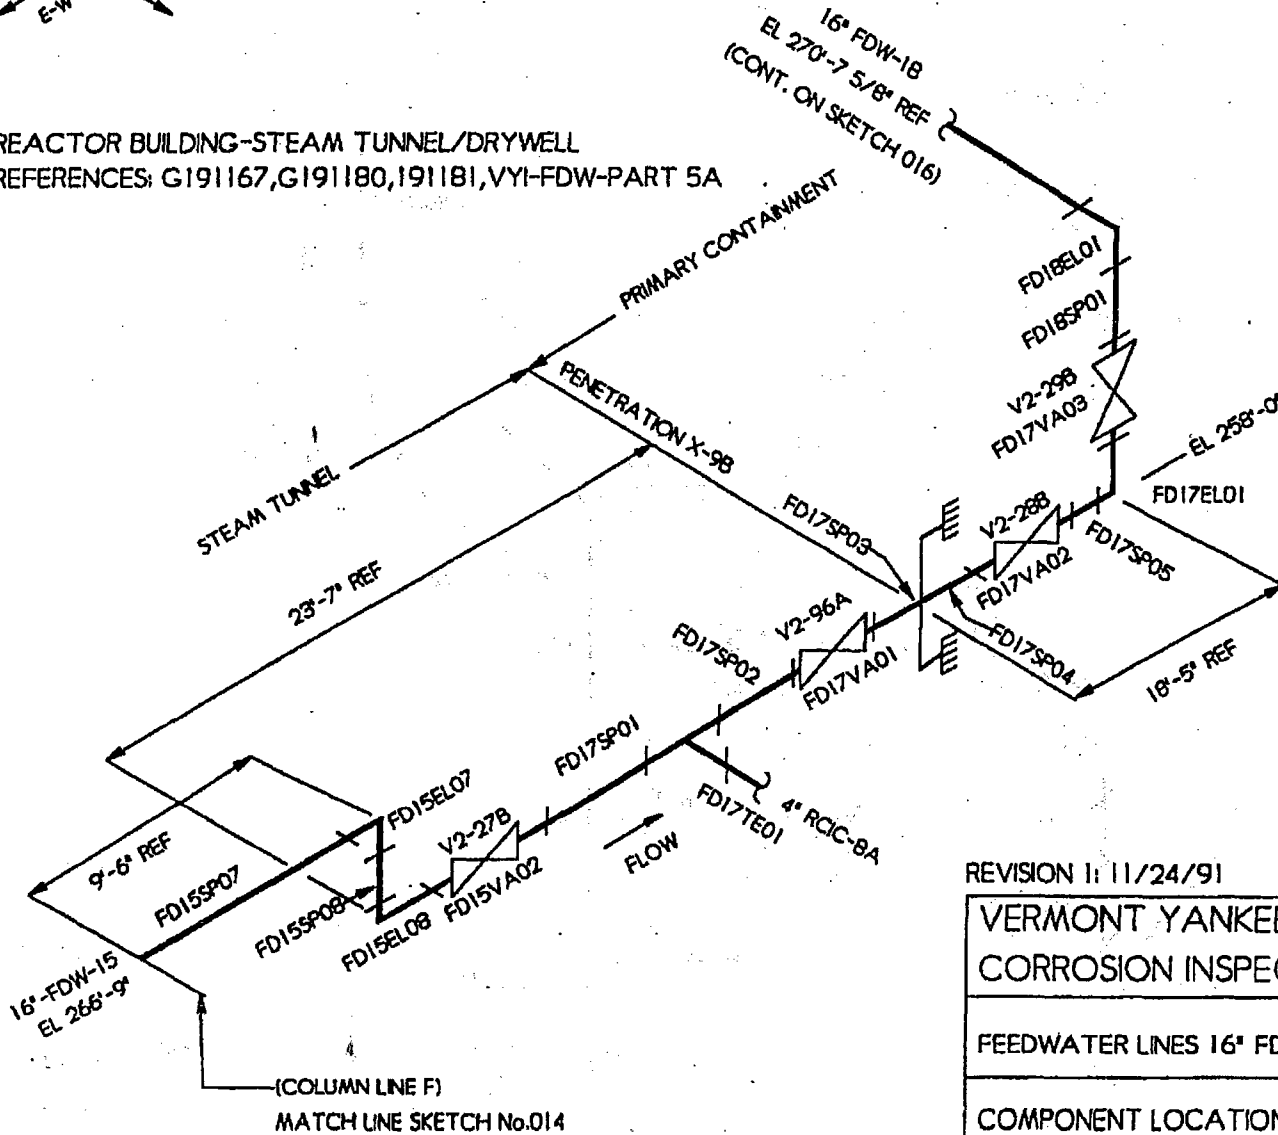 E-W
16" FDW-18
EL 270'-7 5/8" REF
(CONT. ON SKETCH 016)
REACTOR BUILDING-STEAM TUNNEL/DRYWELL
REFERENCES: G191167,G191180,191181,VYI-FDW-PART 5A
PRIMARY CONTAINMENT
FD18EL01
FD18SP01
PENETRATION X-9B
V2-29B
FD17VA03
EL 258'-0"
STEAM TUNNEL
FD17EL01
FD17SP03
V2-28B
FD17SP05
FD17VA02
23'-7" REF
V2-96A
FD17SP02
FD17SP04
FD17VA01
18'-5" REF
FD17SP01
FD15EL07
FD17TE01
4" RCIC-8A
V2-27B
FLOW
9'-6" REF
FD15SP07
FD15VA02
FD15SP08
FD15EL08
REVISION 1: 11/24/91
VERMONT YANKEE
CORROSION INSPEC
16"-FDW-15
EL 266'-9"
FEEDWATER LINES 16" FD
(COLUMN LINE F)
MATCH LINE SKETCH No.014
COMPONENT LOCATION